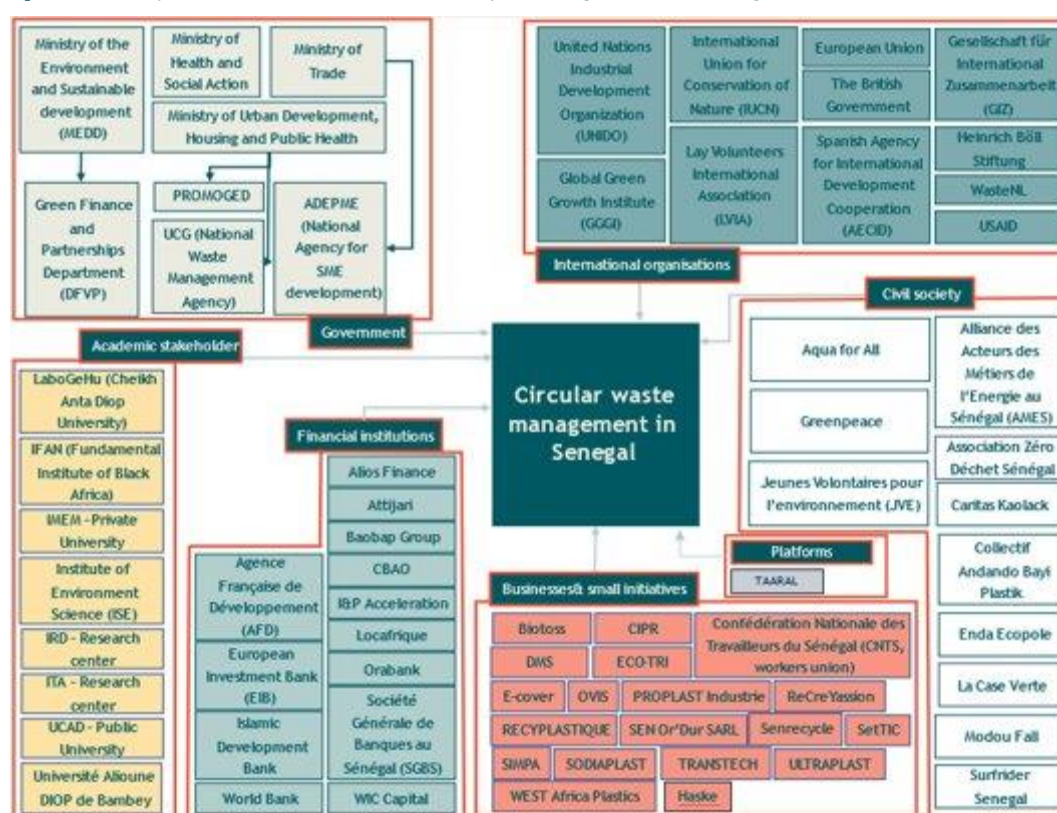 Ministry of the
Environment
and Sustainable
development
(MEDD)
Ministry of
Health and
Social Action
Ministry of
Trade
Ministry of Urban Development,
Housing and Public Health
Green Finance
and
Partnerships
Department
(DFVP)
PROMOGED
UCG (National
Waste
Management
Agency)
ADEPME
(National
Agency for
SME
development)
Government
United Nations
Industrial
Development
Organization
(UNIDO)
Global Green
Growth Institute
(GGGI)
International
Union for
Conservation of
Nature (IUCN)
Lay Volunteers
International
Association
(LVIA)
European Union
The British
Government
Spanish Agency
for International
Development
Cooperation
(AECID)
Gesellschaft für
International
Zusammenarbeit
(GIZ)
Heinrich Böll
Stiftung
WasteNL
USAID
International organisations
Civil society
Aqua for All
Greenpeace
Jeunes Volontaires pour
l'environnement (JVE)
Alliance des
Acteurs des
Métiers de
l'Energie au
Sénégal (AMES)
Association Zéro
Déchet Sénégal
Caritas Kaolack
Collectif
Andando Bayi
Plastik
Enda Ecopole
La Case Verte
Modou Fall
Surfrider
Senegal
Circular waste
management in
Senegal
Academic stakeholder
LaboGeHu (Cheikh
Anta Diop
University)
IFAN (Fundamental
Institute of Black
Africa)
IMEM - Private
University
Institute of
Environment
Science (ISE)
IRD - Research
center
ITA - Research
center
UCAD - Public
University
Université Alioune
DIOP de Bambey
Financial institutions
Agence
Française de
Développement
(AFD)
European
Investment Bank
(EIB)
Islamic
Development
Bank
World Bank
Alios Finance
Attijari
Baobap Group
CBAO
I&P Acceleration
Locafrique
Orabank
Société
Générale de
Banques au
Sénégal (SGBS)
WIC Capital
Platforms
TAARAL
Businesses& small initiatives
Biotoss
CIPR
Confédération Nationale des
Travailleurs du Sénégal (CNTS,
workers union)
DMS
ECO-TRI
E-cover
OVIS
PROPLAST Industrie
ReCreYassion
RECYPLASTIQUE
SEN Or'Dur SARL
Senrecycle
SetTIC
SIMPA
SODIAPLAST
TRANSTECH
ULTRAPLAST
WEST Africa Plastics
Haske